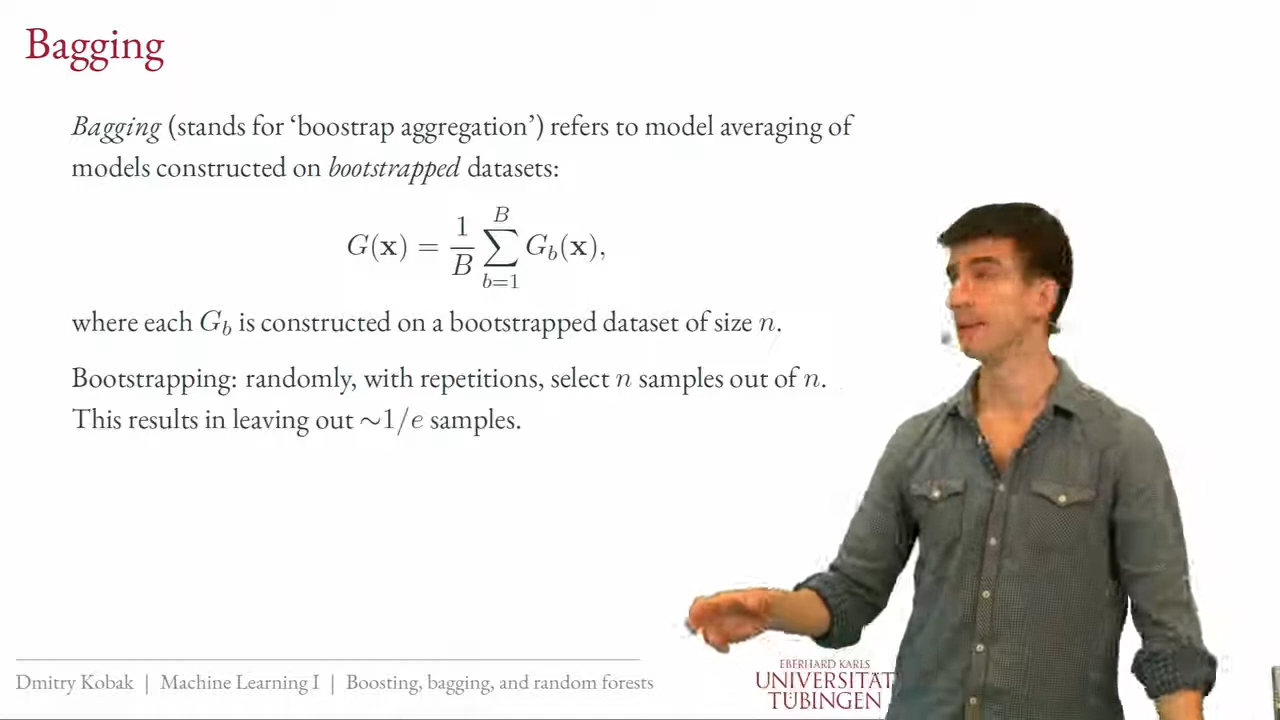 Bagging
Bagging (stands for ‘boostrap aggregation’) refers to model averaging of
models constructed on bootstrapped datasets:
G(x) = 1/B ∑_{b=1}^{B} G_b(x),
where each G_b is constructed on a bootstrapped dataset of size n.
Bootstrapping: randomly, with repetitions, select n samples out of n.
This results in leaving out ~1/e samples.
Dmitry Kobak | Machine Learning I | Boosting, bagging, and random forests
EBERHARD KARLS
UNIVERSITÄT
TÜBINGEN